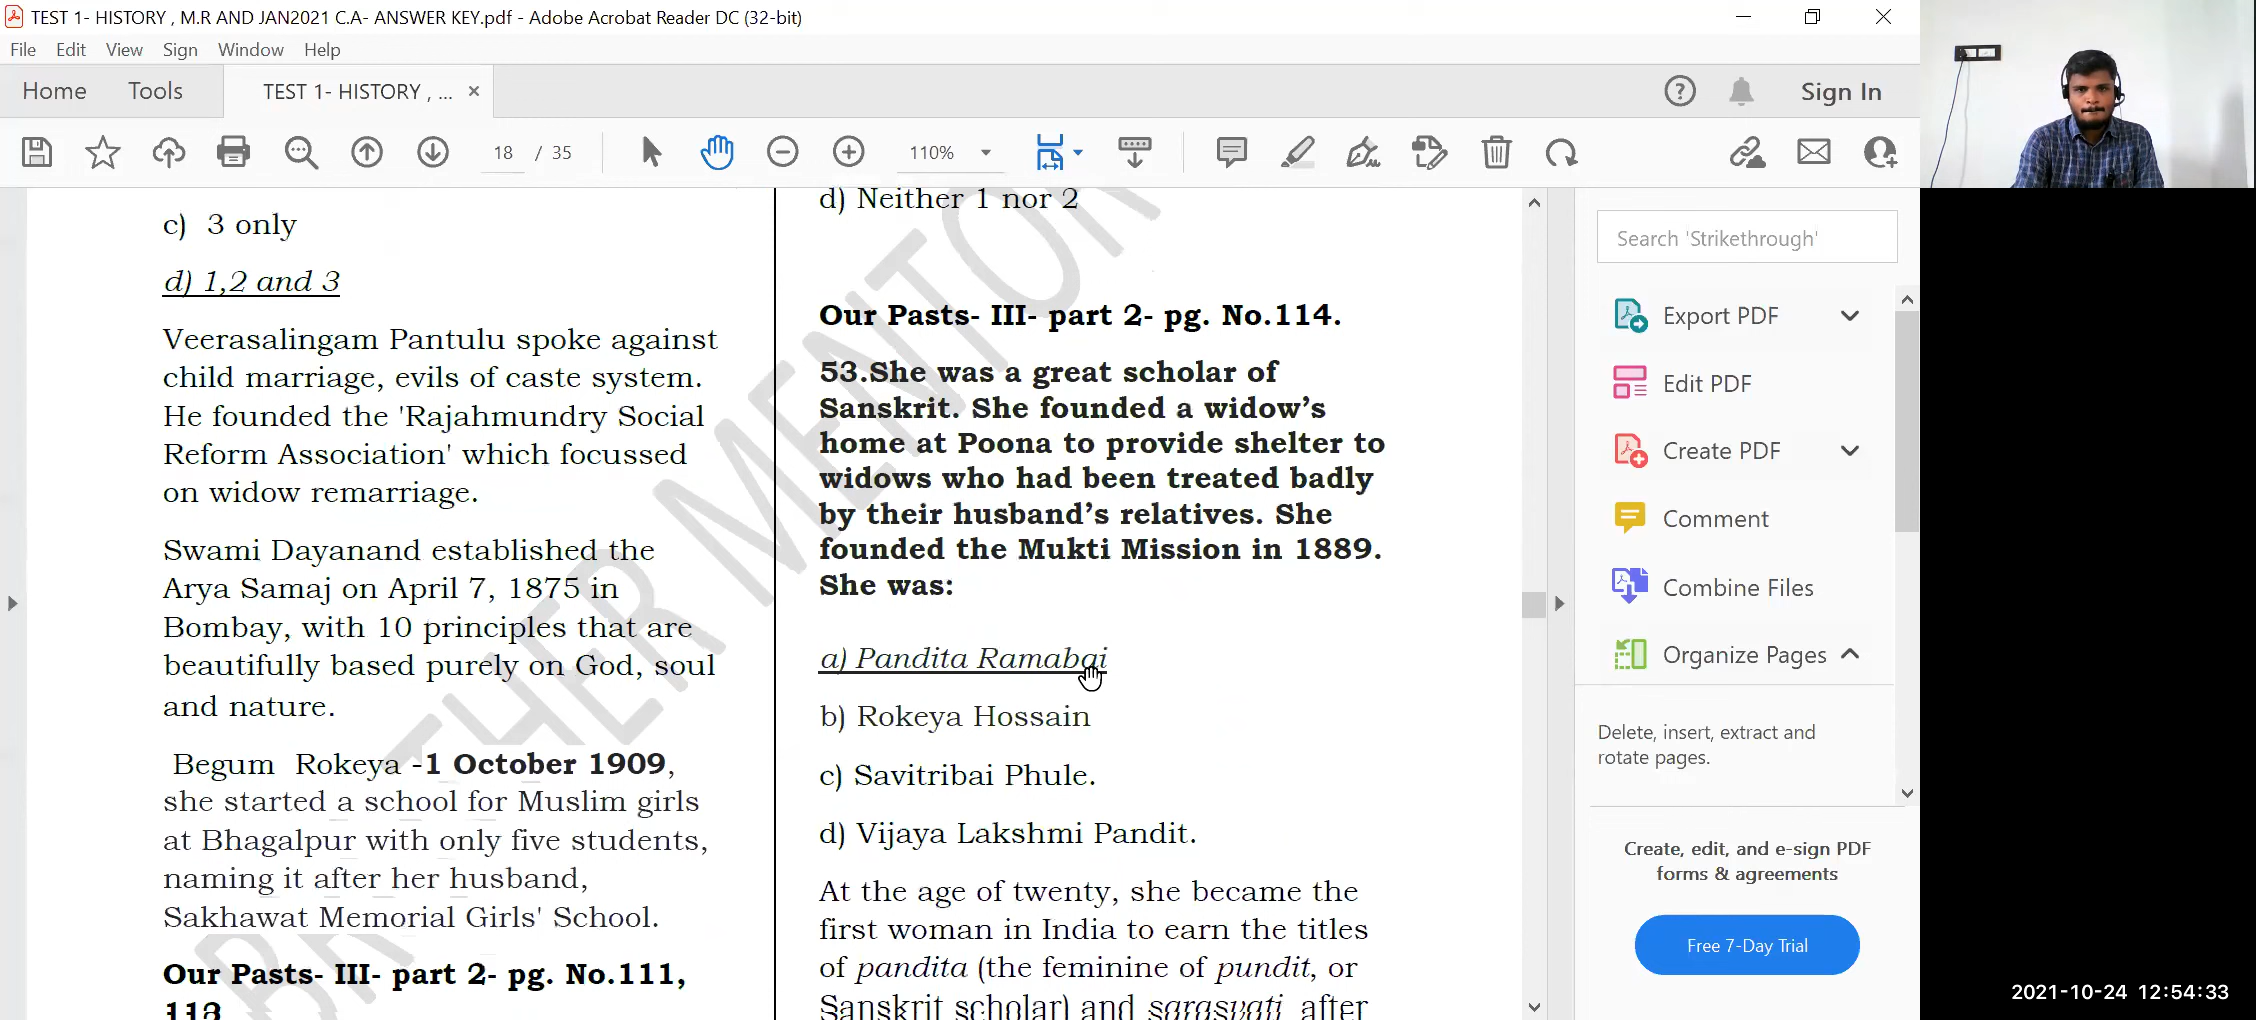 TEST 1- HISTORY , M.R AND JAN2021 C.A- ANSWER KEY.pdf - Adobe Acrobat Reader DC (32-bit)
File Edit View Sign Window Help
Home Tools TEST 1- HISTORY , ... × Sign In
18 / 35 110%
c) 3 only
d) 1,2 and 3
Veerasalingam Pantulu spoke against
child marriage, evils of caste system.
He founded the 'Rajahmundry Social
Reform Association' which focussed
on widow remarriage.
Swami Dayanand established the
Arya Samaj on April 7, 1875 in
Bombay, with 10 principles that are
beautifully based purely on God, soul
and nature.
Begum Rokeya -1 October 1909,
she started a school for Muslim girls
at Bhagalpur with only five students,
naming it after her husband,
Sakhawat Memorial Girls' School.
Our Pasts- III- part 2- pg. No.111,
113
d) Neither 1 nor 2
Our Pasts- III- part 2- pg. No.114.
53.She was a great scholar of
Sanskrit. She founded a widow’s
home at Poona to provide shelter to
widows who had been treated badly
by their husband’s relatives. She
founded the Mukti Mission in 1889.
She was:
a) Pandita Ramabai
b) Rokeya Hossain
c) Savitribai Phule.
d) Vijaya Lakshmi Pandit.
At the age of twenty, she became the
first woman in India to earn the titles
of pandita (the feminine of pundit, or
Sanskrit scholar) and sarasvati, after
Search 'Strikethrough'
Export PDF
Edit PDF
Create PDF
Comment
Combine Files
Organize Pages
Delete, insert, extract and
rotate pages.
Create, edit, and e-sign PDF
forms & agreements
Free 7-Day Trial
2021-10-24 12:54:33